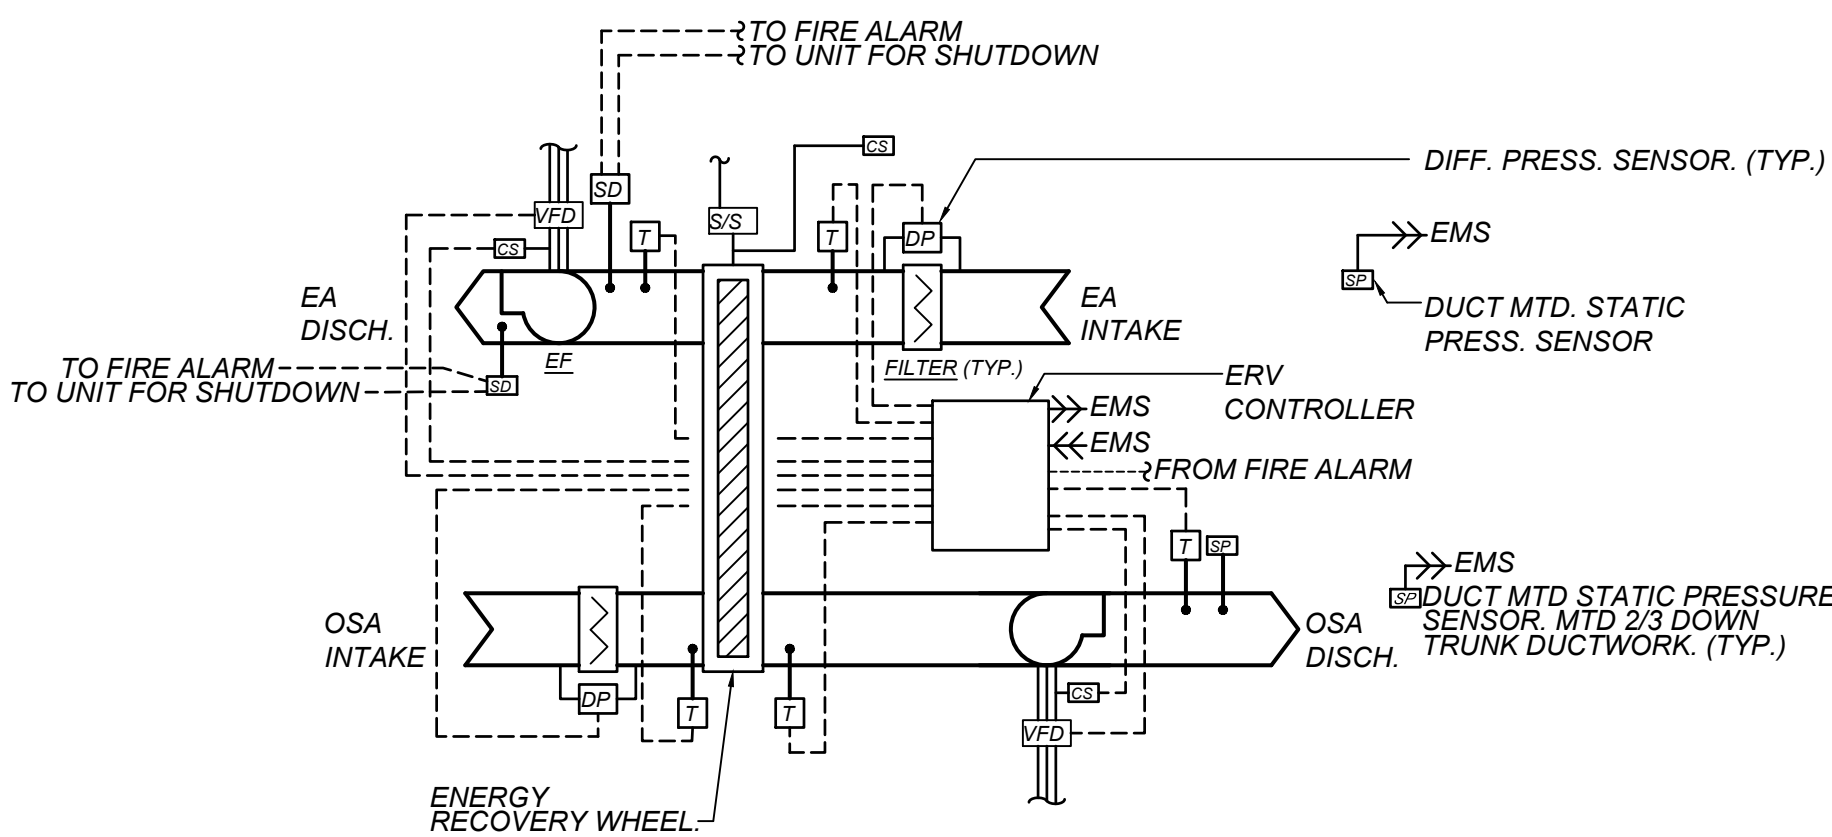 TO FIRE ALARM
TO UNIT FOR SHUTDOWN
CS
DIFF. PRESS. SENSOR. (TYP.)
SD
VFD
S/S
T
T
DP
CS
EMS
SP
DUCT MTD. STATIC
PRESS. SENSOR
EA
DISCH.
EA
INTAKE
EF
FILTER (TYP.)
TO FIRE ALARM
TO UNIT FOR SHUTDOWN
SD
ERV
CONTROLLER
EMS
EMS
FROM FIRE ALARM
T
SP
EMS
SP
DUCT MTD STATIC PRESSURE
SENSOR. MTD 2/3 DOWN
TRUNK DUCTWORK. (TYP.)
OSA
INTAKE
OSA
DISCH.
DP
T
T
CS
VFD
ENERGY
RECOVERY WHEEL.